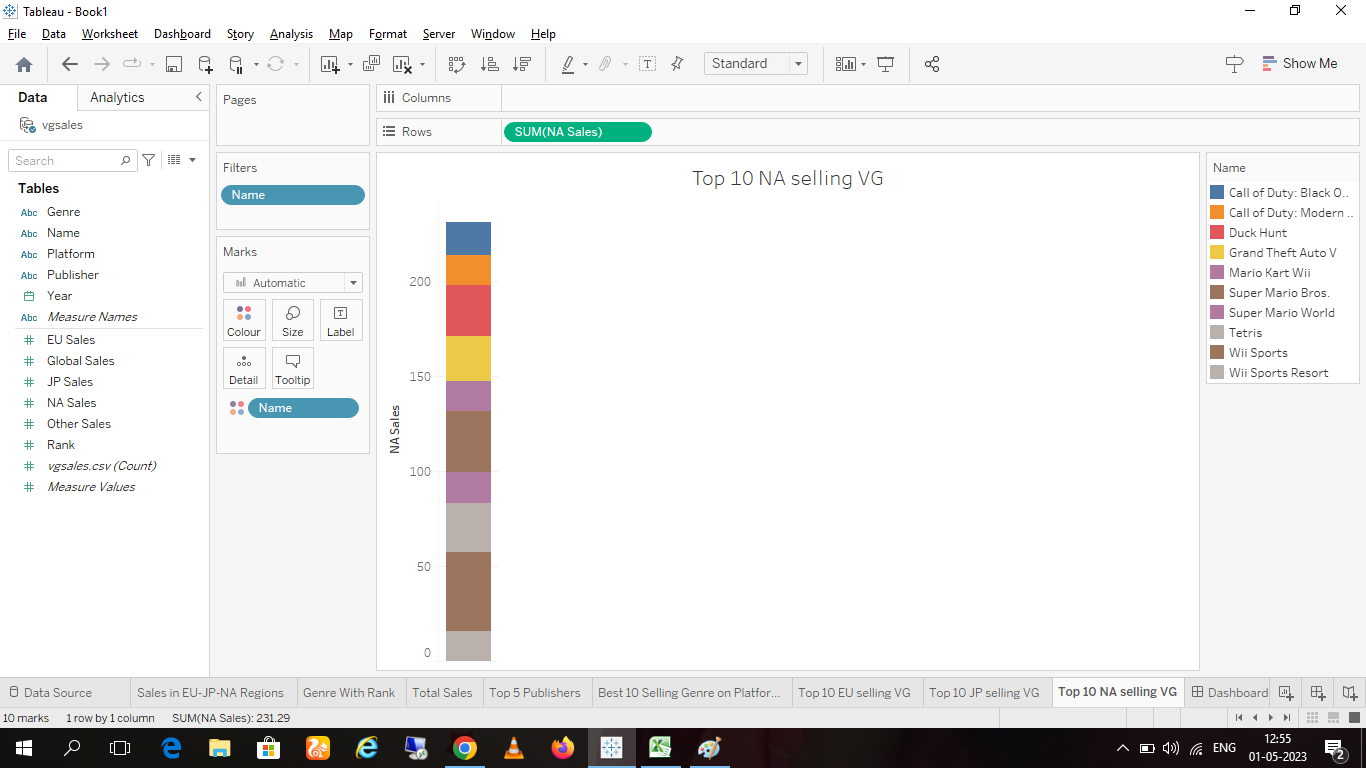 Tableau - Book1
File Data Worksheet Dashboard Story Analysis Map Format Server Window Help
Standard
Show Me
Data Analytics
vgsales
Search
Tables
Abc Genre
Abc Name
Abc Platform
Abc Publisher
Year
Abc Measure Names
EU Sales
Global Sales
JP Sales
NA Sales
Other Sales
Rank
vgsales.csv (Count)
Measure Values
Pages
Filters
Name
Marks
Automatic
Colour Size Label
Detail Tooltip
Name
Columns
Rows SUM(NA Sales)
Top 10 NA selling VG
200
150
100
50
0
NA Sales
Name
Call of Duty: Black O..
Call of Duty: Modern ..
Duck Hunt
Grand Theft Auto V
Mario Kart Wii
Super Mario Bros.
Super Mario World
Tetris
Wii Sports
Wii Sports Resort
Data Source Sales in EU-JP-NA Regions Genre With Rank Total Sales Top 5 Publishers Best 10 Selling Genre on Platfor... Top 10 EU selling VG Top 10 JP selling VG Top 10 NA selling VG Dashboard
10 marks 1 row by 1 column SUM(NA Sales): 231.29
ENG
12:55
01-05-2023
2